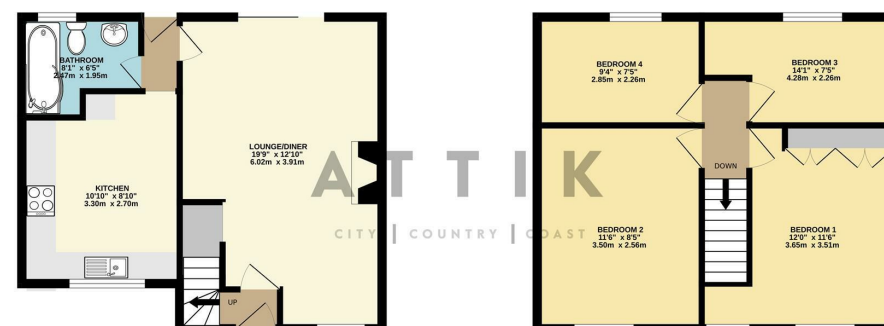 BATHROOM
8'1" x 6'5"
2.47m x 1.95m
KITCHEN
10'10" x 8'10"
3.30m x 2.70m
LOUNGE/DINER
19'9" x 12'10"
6.02m x 3.91m
UP
BEDROOM 4
9'4" x 7'5"
2.85m x 2.26m
BEDROOM 3
14'1" x 7'5"
4.28m x 2.26m
DOWN
BEDROOM 2
11'6" x 8'5"
3.50m x 2.56m
BEDROOM 1
12'0" x 11'6"
3.65m x 3.51m
ATTIK
CITY | COUNTRY | COAST